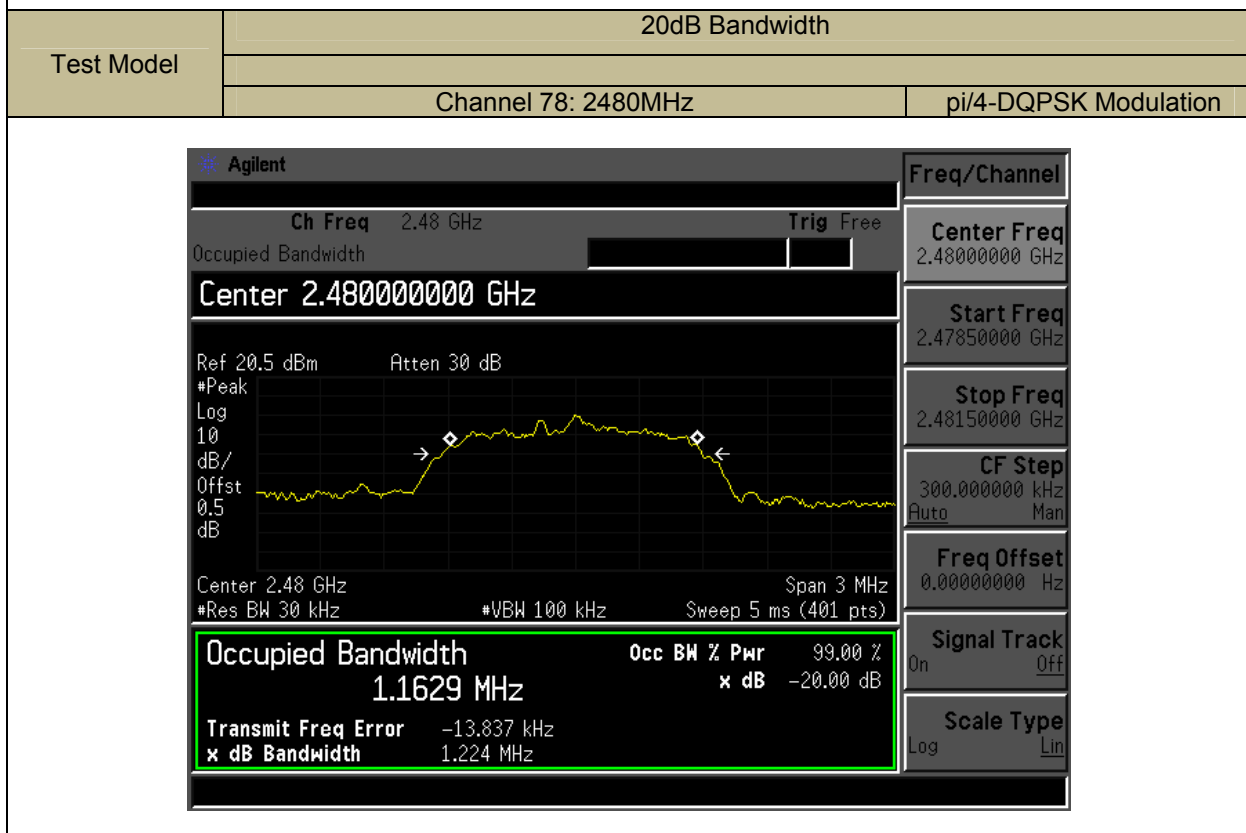 20dB Bandwidth
Test Model
Channel 78: 2480MHz
pi/4-DQPSK Modulation
Agilent
Ch Freq 2.48 GHz Trig Free
Occupied Bandwidth
Center 2.480000000 GHz
Ref 20.5 dBm Atten 30 dB
#Peak
Log
10
dB/
Offst
0.5
dB
Center 2.48 GHz Span 3 MHz
#Res BW 30 kHz #VBW 100 kHz Sweep 5 ms (401 pts)
Occupied Bandwidth Occ BW % Pwr 99.00 %
1.1629 MHz x dB -20.00 dB
Transmit Freq Error -13.837 kHz
x dB Bandwidth 1.224 MHz
Freq/Channel
Center Freq
2.48000000 GHz
Start Freq
2.47850000 GHz
Stop Freq
2.48150000 GHz
CF Step
300.000000 kHz
Auto Man
Freq Offset
0.00000000 Hz
Signal Track
On Off
Scale Type
Log Lin